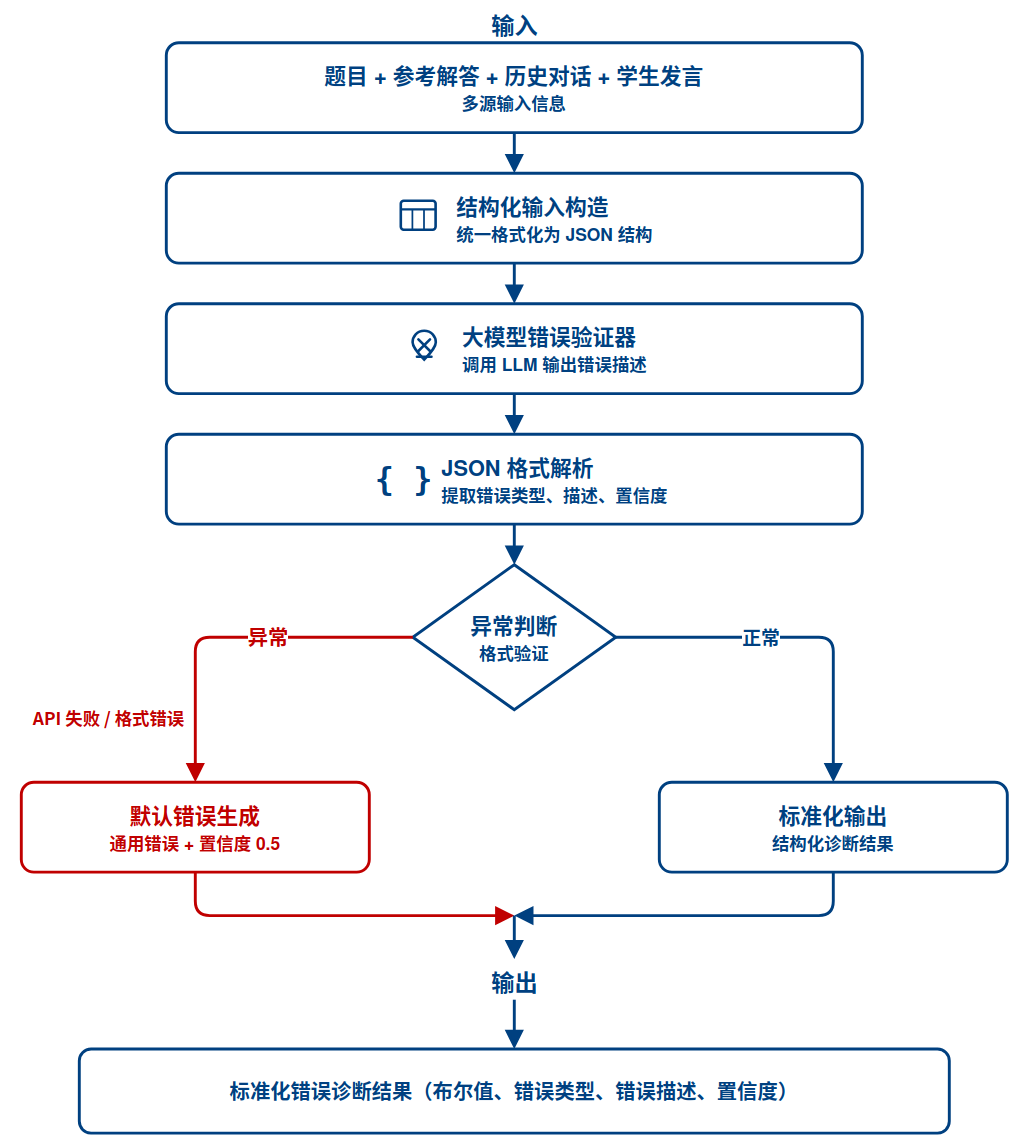 输入
题目 + 参考解答 + 历史对话 + 学生发言
多源输入信息
结构化输入构造
统一格式化为 JSON 结构
大模型错误验证器
调用 LLM 输出错误描述
{ } JSON 格式解析
提取错误类型、描述、置信度
异常判断
格式验证
异常
正常
API 失败 / 格式错误
默认错误生成
通用错误 + 置信度 0.5
标准化输出
结构化诊断结果
输出
标准化错误诊断结果（布尔值、错误类型、错误描述、置信度）